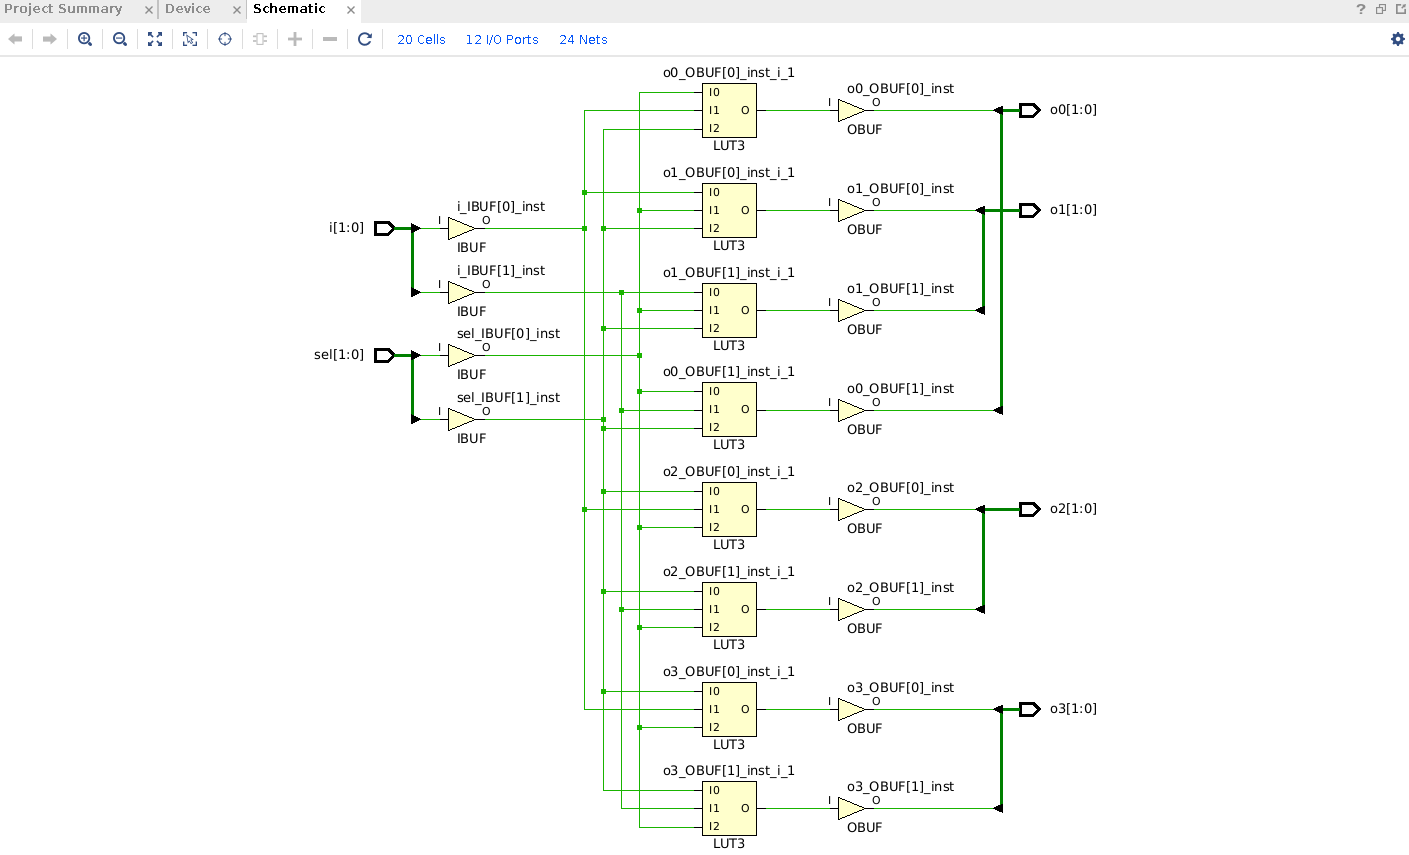 Project Summary × Device × Schematic ×
?
20 Cells 12 I/O Ports 24 Nets
o0_OBUF[0]_inst_i_1
I0
I1 O
I2
LUT3
o0_OBUF[0]_inst
I O
OBUF
o0[1:0]
o1_OBUF[0]_inst_i_1
I0
I1 O
I2
LUT3
o1_OBUF[0]_inst
I O
OBUF
o1[1:0]
i[1:0]
i_IBUF[0]_inst
I O
IBUF
i_IBUF[1]_inst
I O
IBUF
o1_OBUF[1]_inst_i_1
I0
I1 O
I2
LUT3
o1_OBUF[1]_inst
I O
OBUF
sel[1:0]
sel_IBUF[0]_inst
I O
IBUF
sel_IBUF[1]_inst
I O
IBUF
o0_OBUF[1]_inst_i_1
I0
I1 O
I2
LUT3
o0_OBUF[1]_inst
I O
OBUF
o2_OBUF[0]_inst_i_1
I0
I1 O
I2
LUT3
o2_OBUF[0]_inst
I O
OBUF
o2[1:0]
o2_OBUF[1]_inst_i_1
I0
I1 O
I2
LUT3
o2_OBUF[1]_inst
I O
OBUF
o3_OBUF[0]_inst_i_1
I0
I1 O
I2
LUT3
o3_OBUF[0]_inst
I O
OBUF
o3[1:0]
o3_OBUF[1]_inst_i_1
I0
I1 O
I2
LUT3
o3_OBUF[1]_inst
I O
OBUF